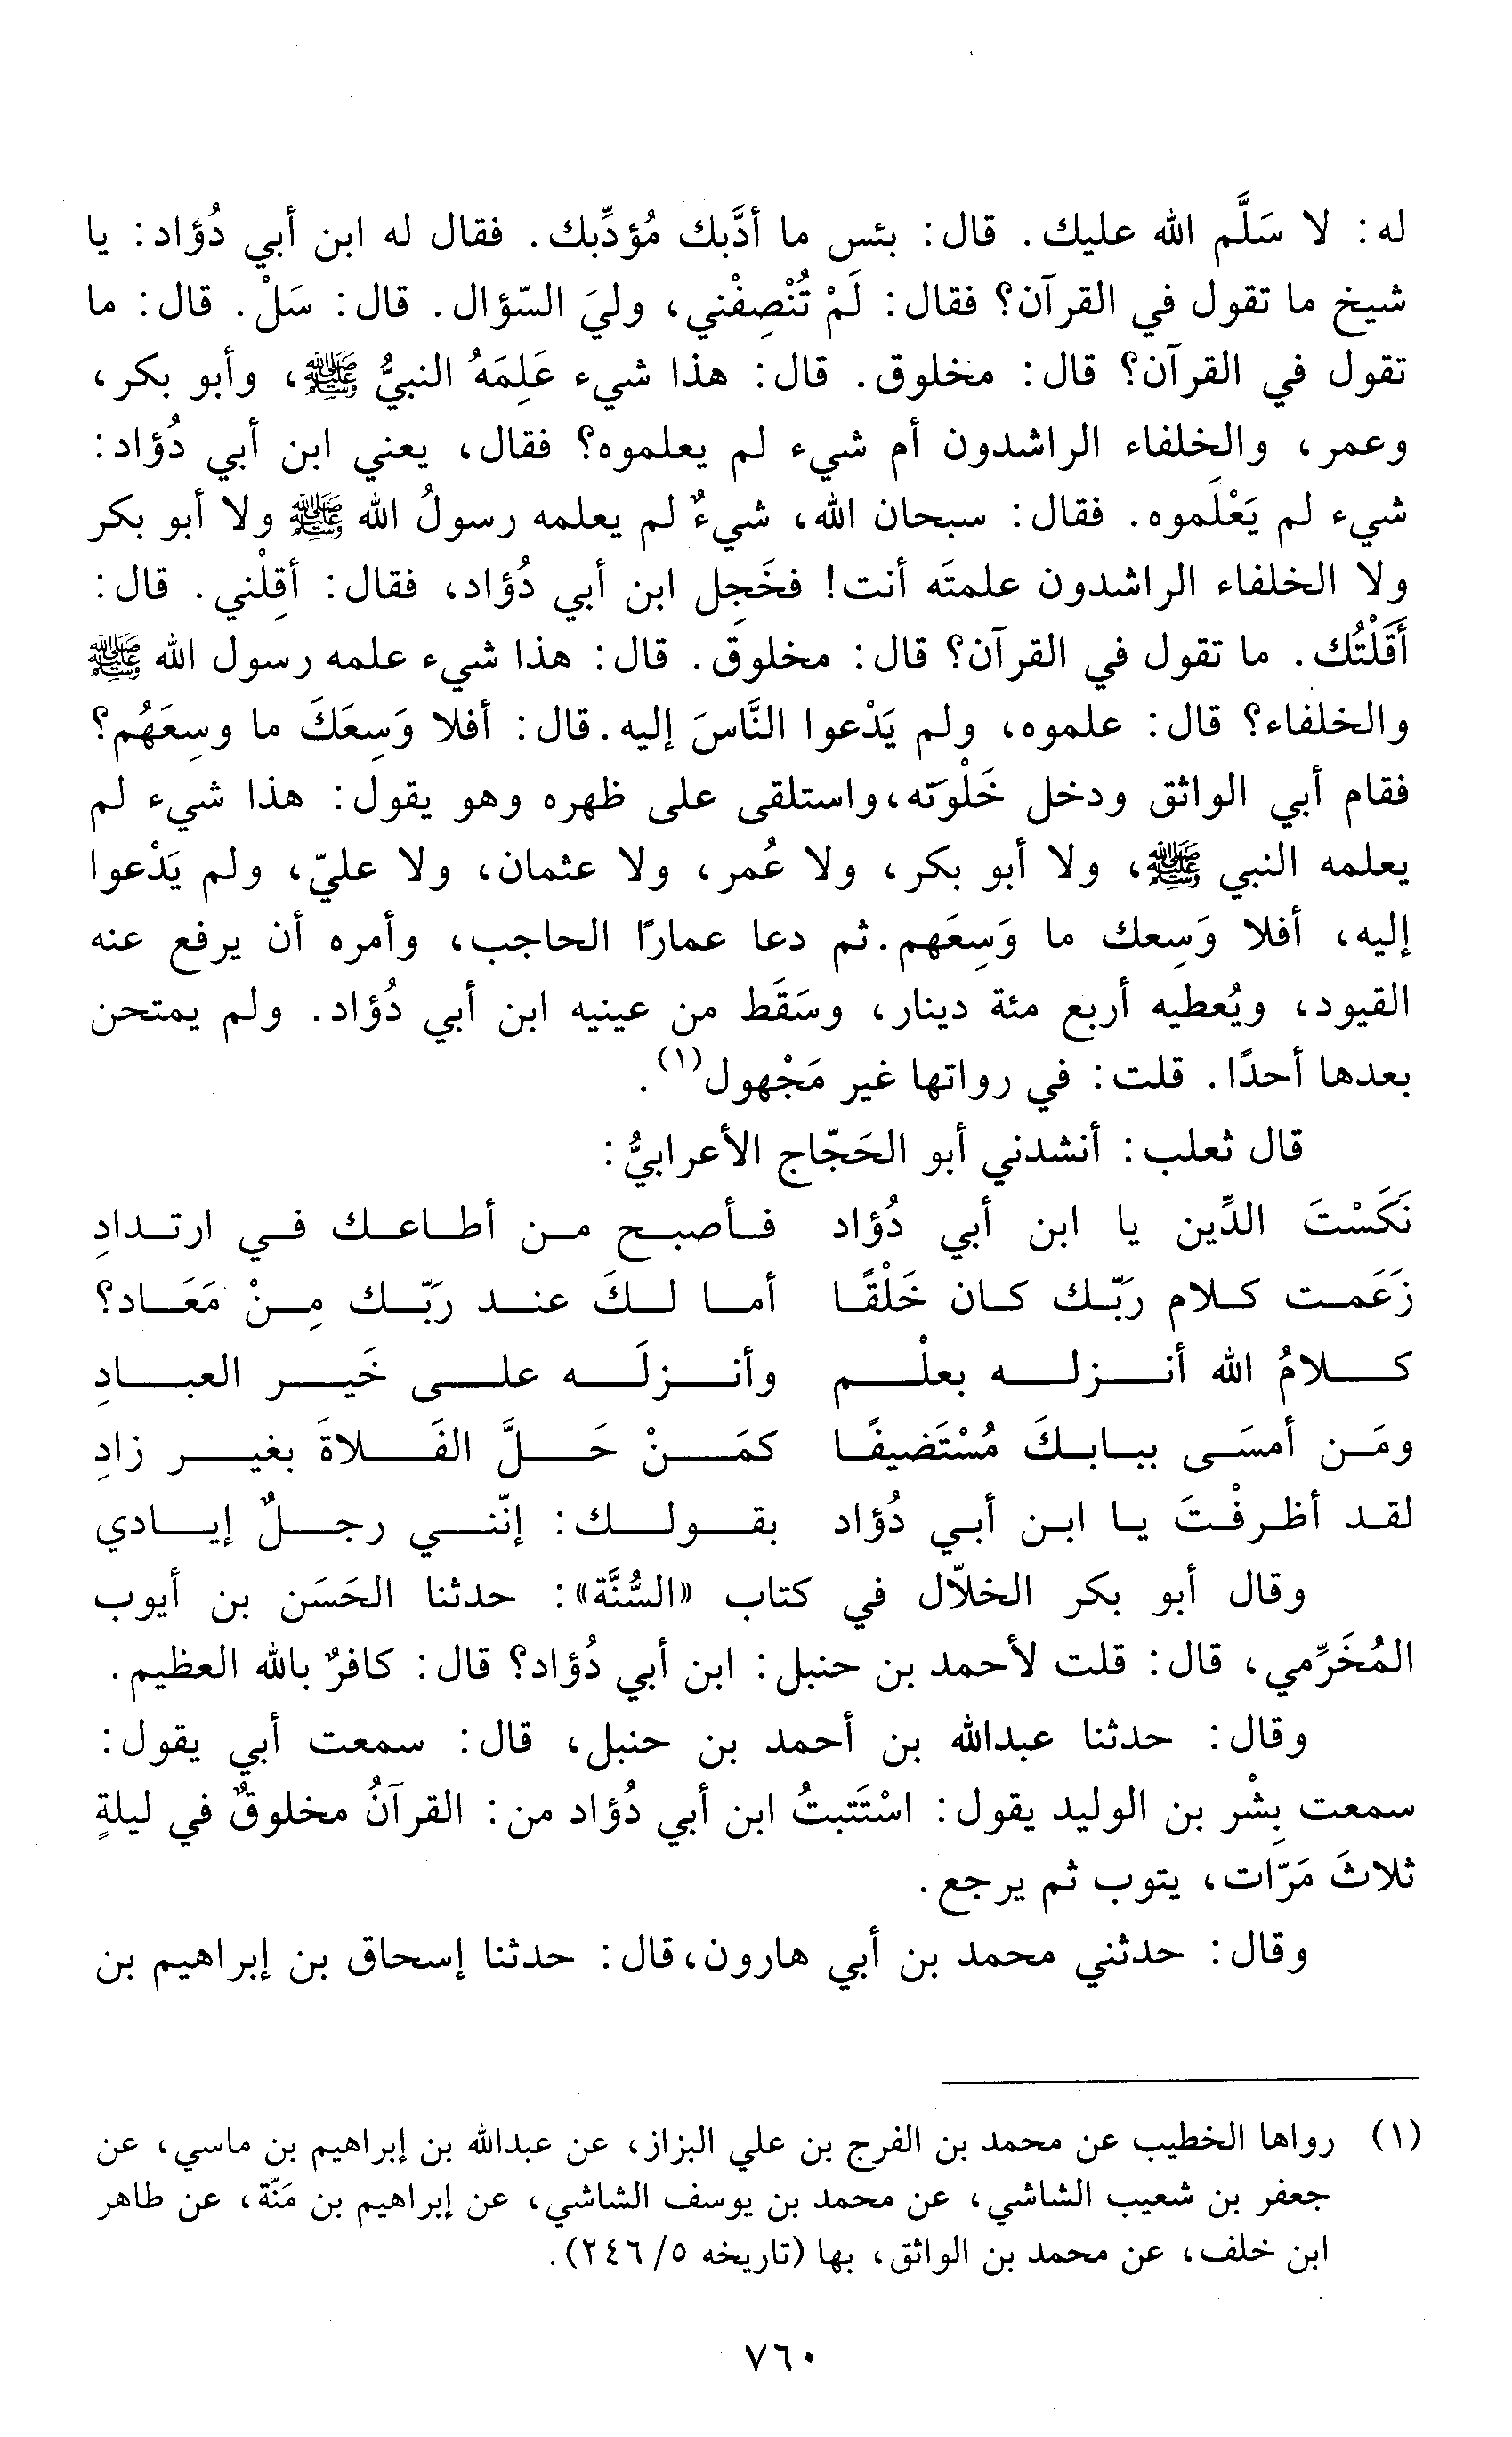 له: لا سَلَّم الله عليك. قال: بئس ما أدَّبك مُؤدِّبك. فقال له ابن أبي دُؤاد: يا
شيخ ما تقول في القرآن؟ فقال: لَمْ تُنْصِفْني، وليَ السّؤال. قال: سَلْ. قال: ما
تقول في القرآن؟ قال: مخلوق. قال: هذا شيء عَلِمَهُ النبيُّ ﷺ، وأبو بكر،
وعمر، والخلفاء الراشدون أم شيء لم يعلموه؟ فقال، يعني ابن أبي دُؤاد:
شيء لم يَعْلَموه. فقال: سبحان الله، شيءٌ لم يعلمه رسولُ الله ﷺ ولا أبو بكر
ولا الخلفاء الراشدون علمتَه أنت! فخَجِل ابن أبي دُؤاد، فقال: أقِلْني. قال:
أَقَلْتُك. ما تقول في القرآن؟ قال: مخلوق. قال: هذا شيء علمه رسول الله ﷺ
والخلفاء؟ قال: علموه، ولم يَدْعوا النَّاسَ إليه. قال: أفلا وَسِعَكَ ما وسِعَهُم؟
فقام أبي الواثق ودخل خَلْوَته، واستلقى على ظهره وهو يقول: هذا شيء لم
يعلمه النبي ﷺ، ولا أبو بكر، ولا عُمر، ولا عثمان، ولا عليّ، ولم يَدْعوا
إليه، أفلا وَسِعك ما وَسِعَهم. ثم دعا عمارًا الحاجب، وأمره أن يرفع عنه
القيود، ويُعطيه أربع مئة دينار، وسَقَط من عينيه ابن أبي دُؤاد. ولم يمتحن
بعدها أحدًا. قلت: في رواتها غير مَجْهول(١).
قال ثعلب: أنشدني أبو الحَجّاج الأعرابيُّ:
نَكَسْتَ الدِّين يا ابن أبي دُؤاد فأصبح من أطاعك في ارتدادِ
زَعَمت كلام ربّك كان خَلْقًا أما لكَ عند ربّك مِنْ مَعَاد؟
كلامُ الله أنزله بعلْم وأنزلَه على خَير العبادِ
ومَن أمسَى ببابكَ مُسْتَضيفًا كمَنْ حَلَّ الفَلاةَ بغير زادِ
لقد أظرفْتَ يا ابن أبي دُؤاد بقولك: إنّني رجلٌ إيادي
وقال أبو بكر الخلّال في كتاب «السُّنَّة»: حدثنا الحَسَن بن أيوب
المُخَرِّمي، قال: قلت لأحمد بن حنبل: ابن أبي دُؤاد؟ قال: كافرٌ بالله العظيم.
وقال: حدثنا عبدالله بن أحمد بن حنبل، قال: سمعت أبي يقول:
سمعت بِشْر بن الوليد يقول: اسْتَتَبتُ ابن أبي دُؤاد من: القرآنُ مخلوقٌ في ليلةٍ
ثلاثَ مَرّات، يتوب ثم يرجع.
وقال: حدثني محمد بن أبي هارون، قال: حدثنا إسحاق بن إبراهيم بن
(١) رواها الخطيب عن محمد بن الفرج بن علي البزاز، عن عبدالله بن إبراهيم بن ماسي، عن
جعفر بن شعيب الشاشي، عن محمد بن يوسف الشاشي، عن إبراهيم بن مَنّة، عن طاهر
ابن خلف، عن محمد بن الواثق، بها (تاريخه ٥/ ٢٤٦).
٧٦٠